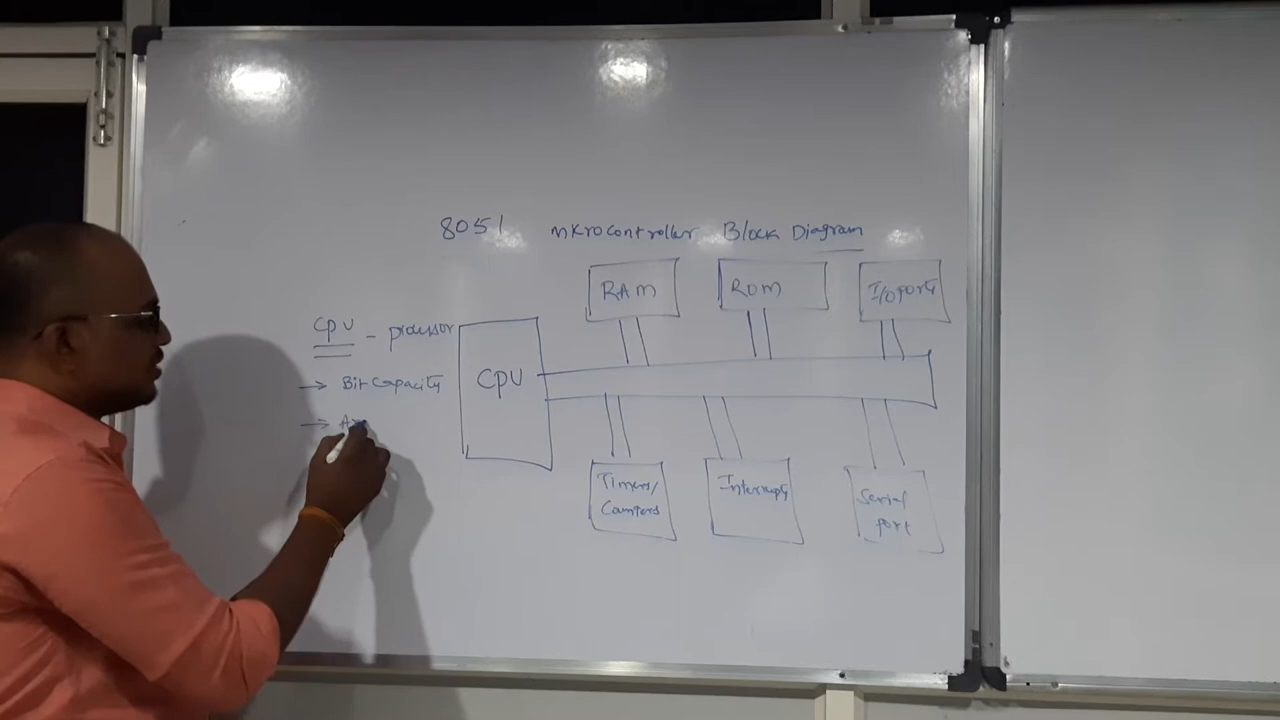 8051 microcontroller Block Diagram
RAM
ROM
I/O Ports
CPU - processor
→ Bit Capacity
CPU
Timers/
Counters
Interrupts
Serial
port